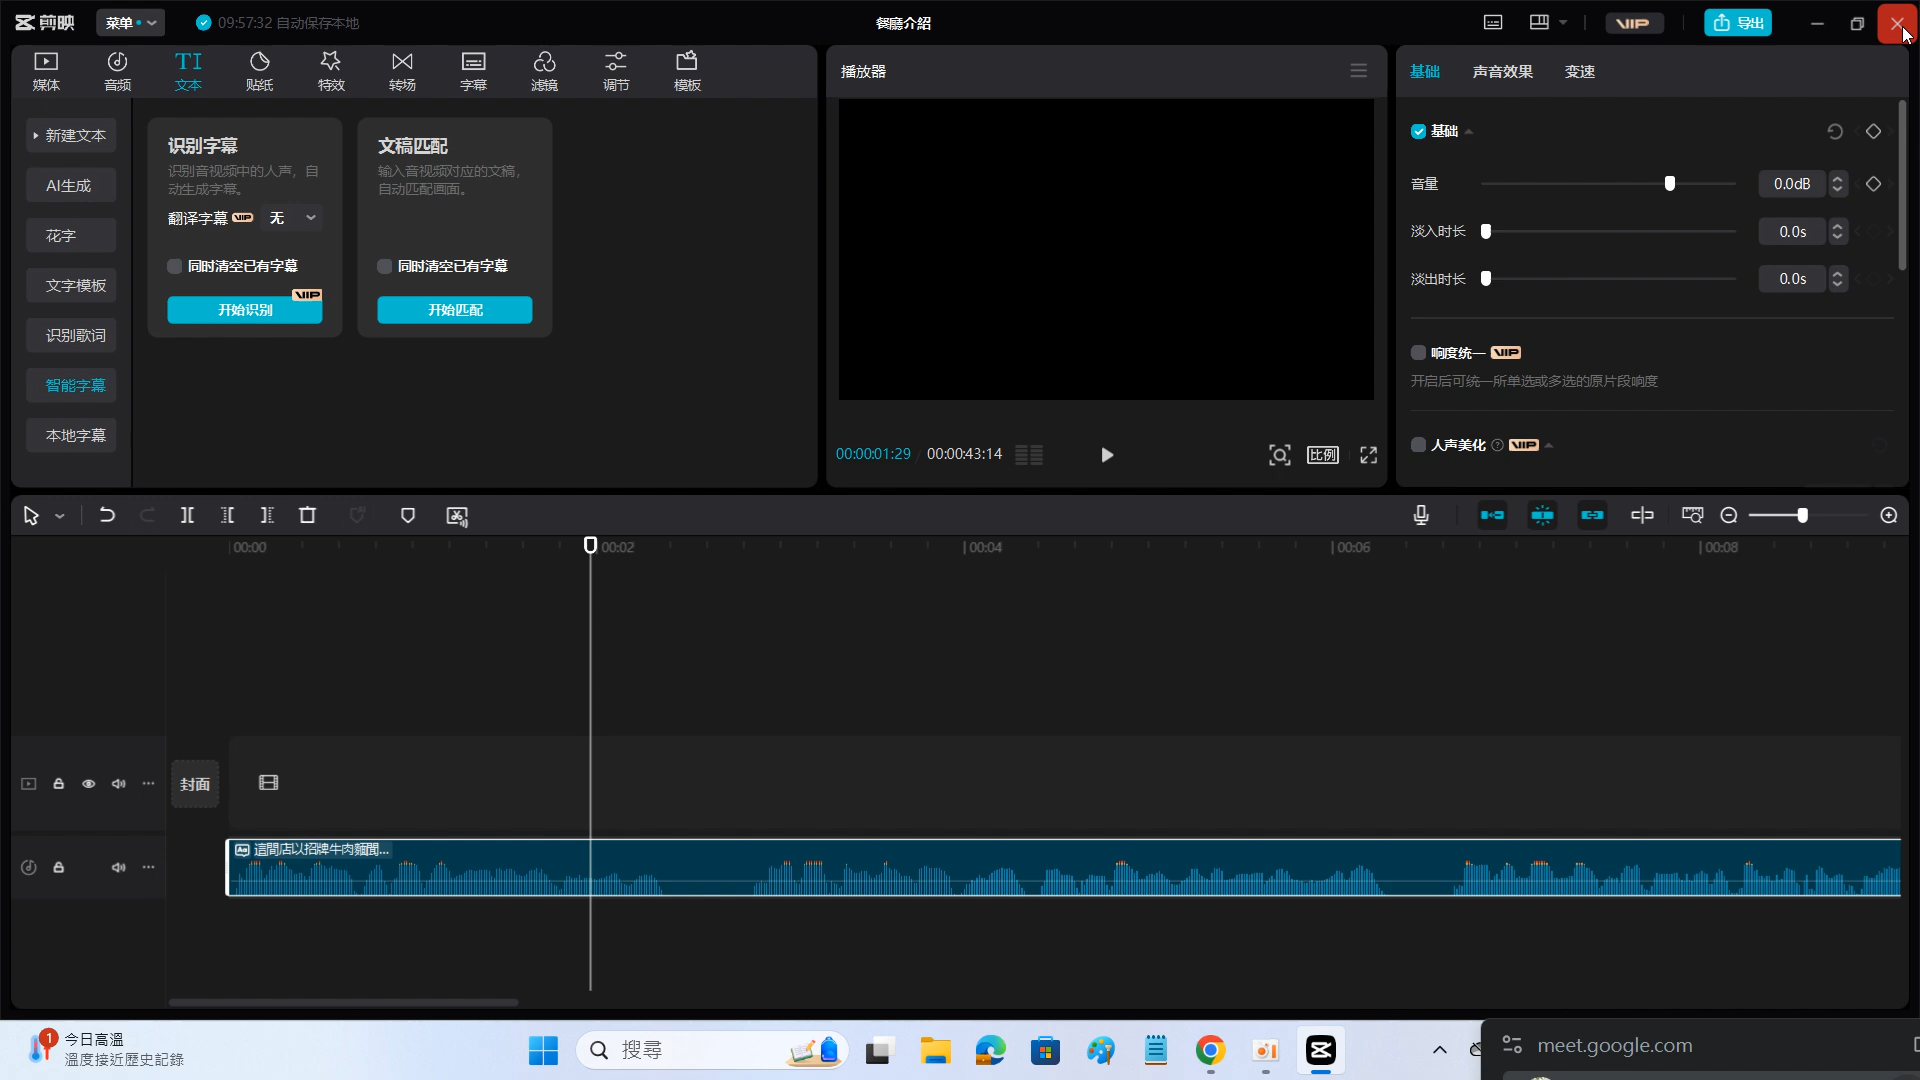 剪映
菜单
09:57:32 自动保存本地
餐廳介紹
VIP
导出
媒体
音频
TI
文本
贴纸
特效
转场
字幕
滤镜
调节
模板
新建文本
AI生成
花字
文字模板
识别歌词
智能字幕
本地字幕
识别字幕
识别音视频中的人声，自
动生成字幕。
翻译字幕 VIP 无
同时清空已有字幕
VIP
开始识别
文稿匹配
输入音视频对应的文稿，
自动匹配画面。
同时清空已有字幕
开始匹配
播放器
00:00:01:29 00:00:43:14
比例
基础 声音效果 变速
基础
音量 0.0dB
淡入时长 0.0s
淡出时长 0.0s
响度统一 VIP
开启后可统一所单选或多选的原片段响度
人声美化 VIP
00:00 00:02 00:04 00:06 00:08
封面
這間店以招牌牛肉麵聞...
1
今日高溫
溫度接近歷史記錄
搜尋
meet.google.com